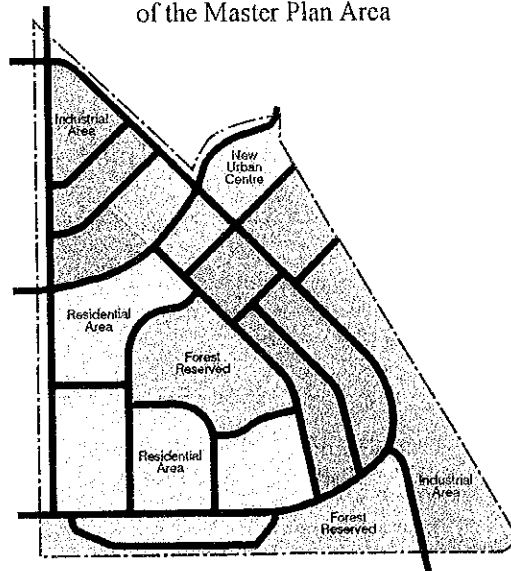 of the Master Plan Area
Industrial
Area
New
Urban
Centre
Residential
Area
Forest
Reserved
Residential
Area
Industrial
Area
Forest
Reserved